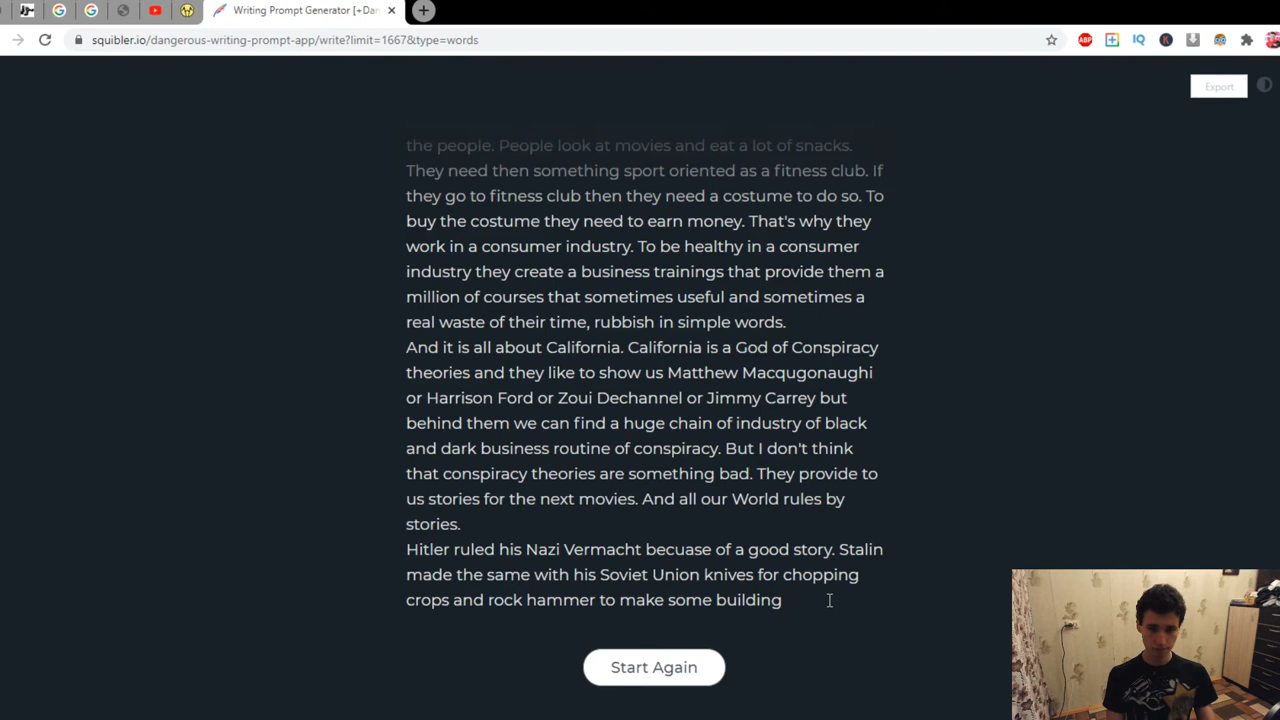 Writing Prompt Generator [+Dan
squibler.io/dangerous-writing-prompt-app/write?limit=1667&type=words
ABP
IQ
K
Export
the people. People look at movies and eat a lot of snacks.
They need then something sport oriented as a fitness club. If
they go to fitness club then they need a costume to do so. To
buy the costume they need to earn money. That's why they
work in a consumer industry. To be healthy in a consumer
industry they create a business trainings that provide them a
million of courses that sometimes useful and sometimes a
real waste of their time, rubbish in simple words.
And it is all about California. California is a God of Conspiracy
theories and they like to show us Matthew Macqugonaughi
or Harrison Ford or Zoui Dechannel or Jimmy Carrey but
behind them we can find a huge chain of industry of black
and dark business routine of conspiracy. But I don't think
that conspiracy theories are something bad. They provide to
us stories for the next movies. And all our World rules by
stories.
Hitler ruled his Nazi Vermacht becuase of a good story. Stalin
made the same with his Soviet Union knives for chopping
crops and rock hammer to make some building
Start Again